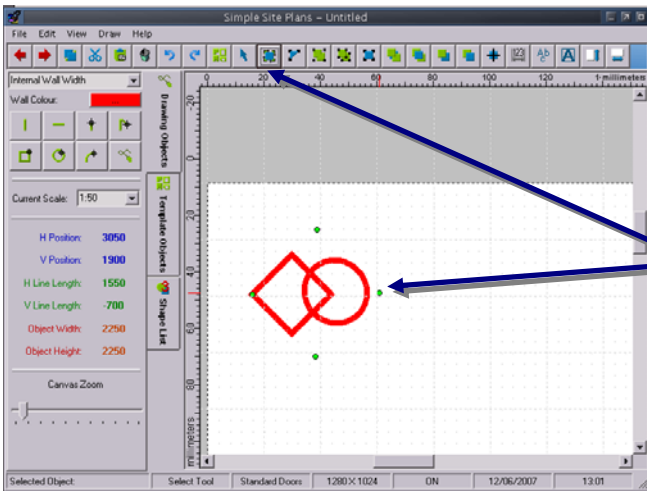 Simple Site Plans – Untitled
File Edit View Draw Help
Internal Wall Width
Wall Colour:
Current Scale: 1:50
H Position: 3050
V Position: 1900
H Line Length: 1550
V Line Length: -700
Object Width: 2250
Object Height: 2250
Canvas Zoom
Drawing Objects
Template Objects
Shape List
0 20 40 60 80 100 120 millimeters
-20
0
20
40
60
80
millimeters
Selected Object: Select Tool Standard Doors 1280 X 1024 ON 12/06/2007 13:01